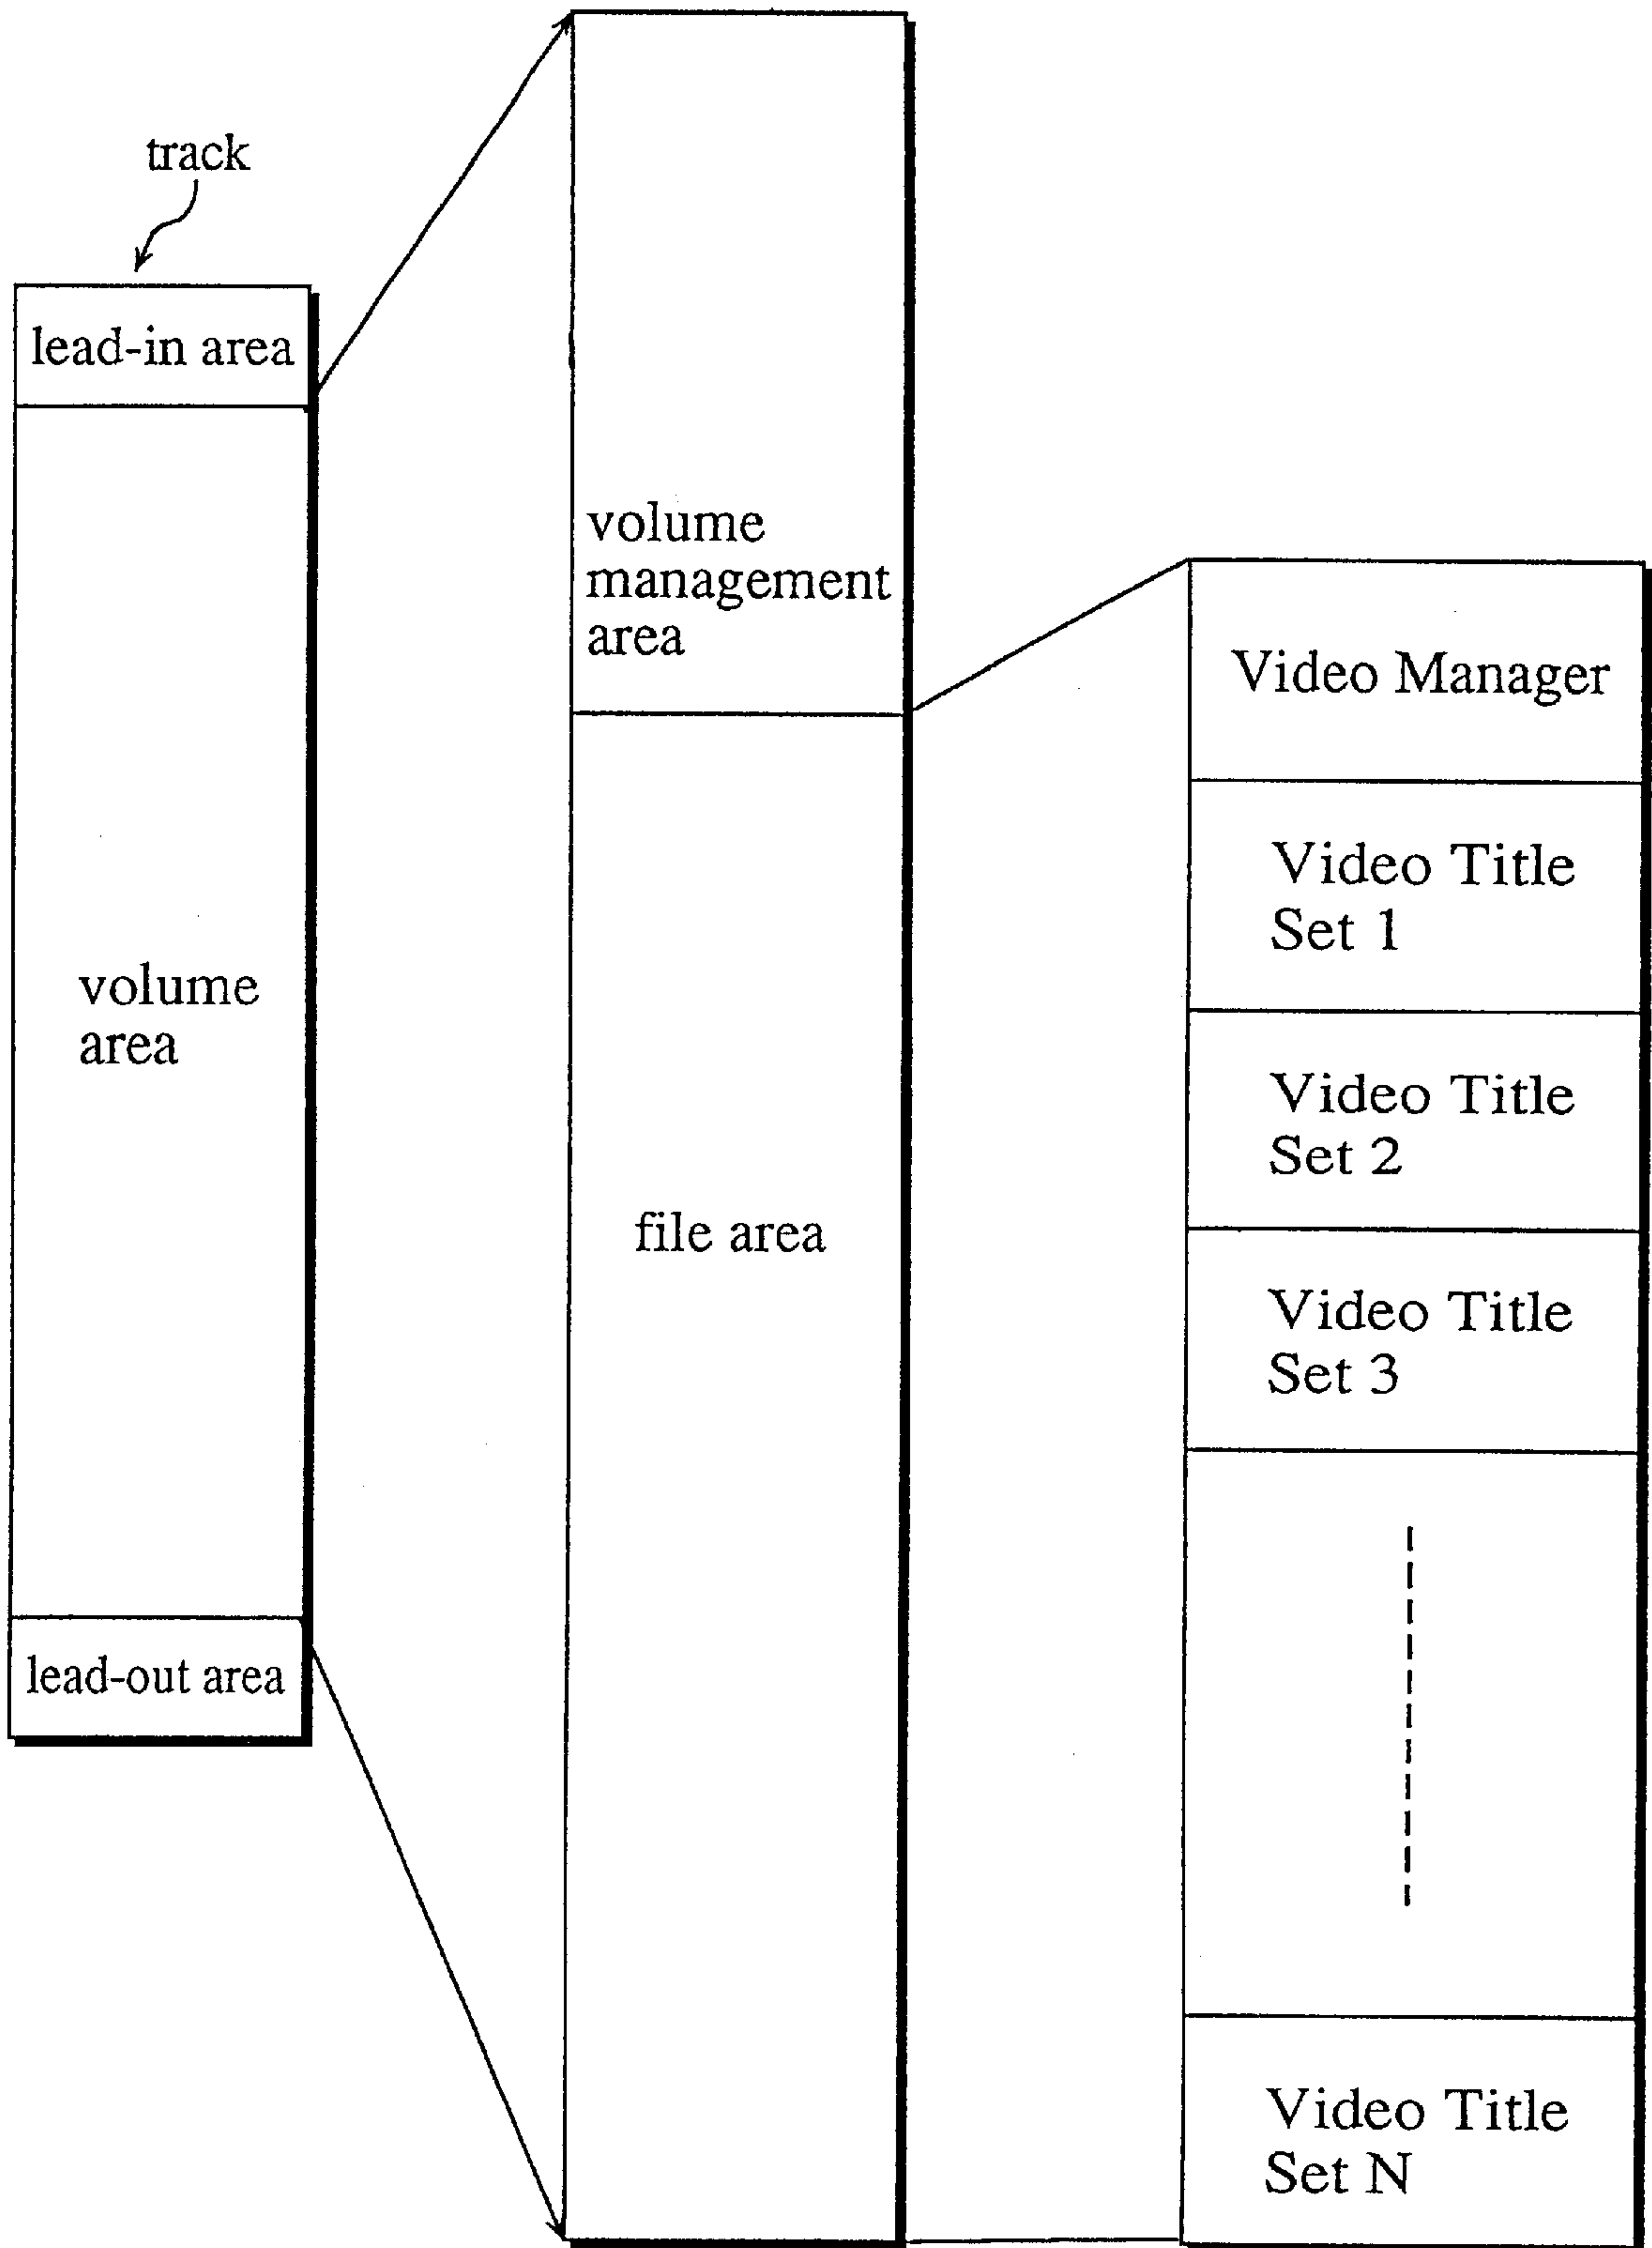 track
lead-in area
volume
area
lead-out area
volume
management
area
file area
Video Manager
Video Title
Set 1
Video Title
Set 2
Video Title
Set 3
Video Title
Set N